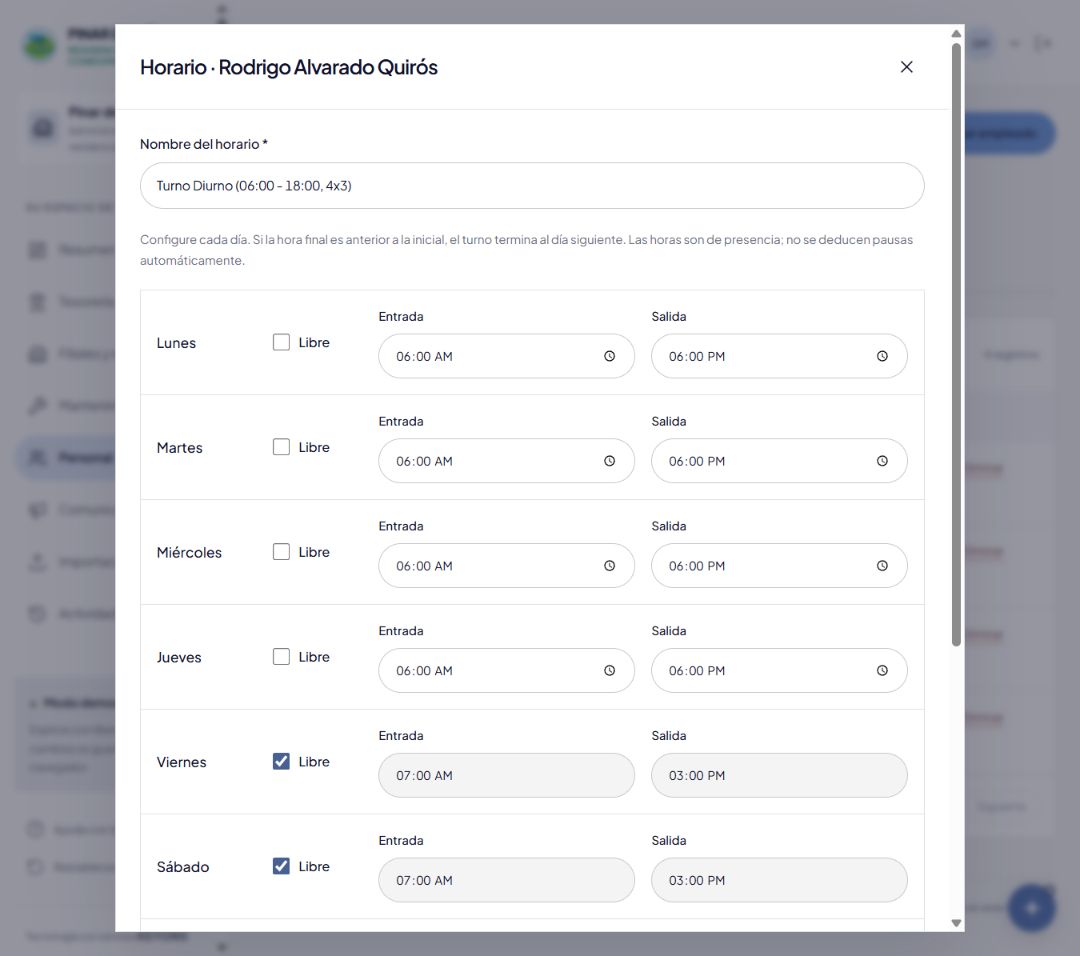 Horario · Rodrigo Alvarado Quirós
Nombre del horario *
Turno Diurno (06:00 - 18:00, 4x3)
Configure cada día. Si la hora final es anterior a la inicial, el turno termina al día siguiente. Las horas son de presencia; no se deducen pausas
automáticamente.
Entrada Salida
Lunes Libre 06:00 AM 06:00 PM
Entrada Salida
Martes Libre 06:00 AM 06:00 PM
Entrada Salida
Miércoles Libre 06:00 AM 06:00 PM
Entrada Salida
Jueves Libre 06:00 AM 06:00 PM
Entrada Salida
Viernes Libre 07:00 AM 03:00 PM
Entrada Salida
Sábado Libre 07:00 AM 03:00 PM
Personal